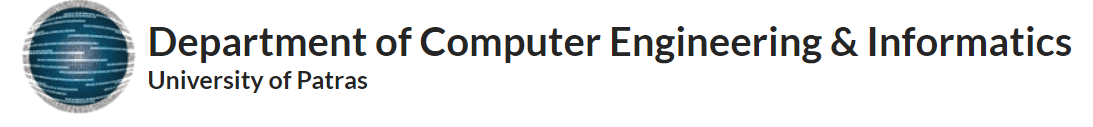 Department of Computer Engineering & Informatics
University of Patras